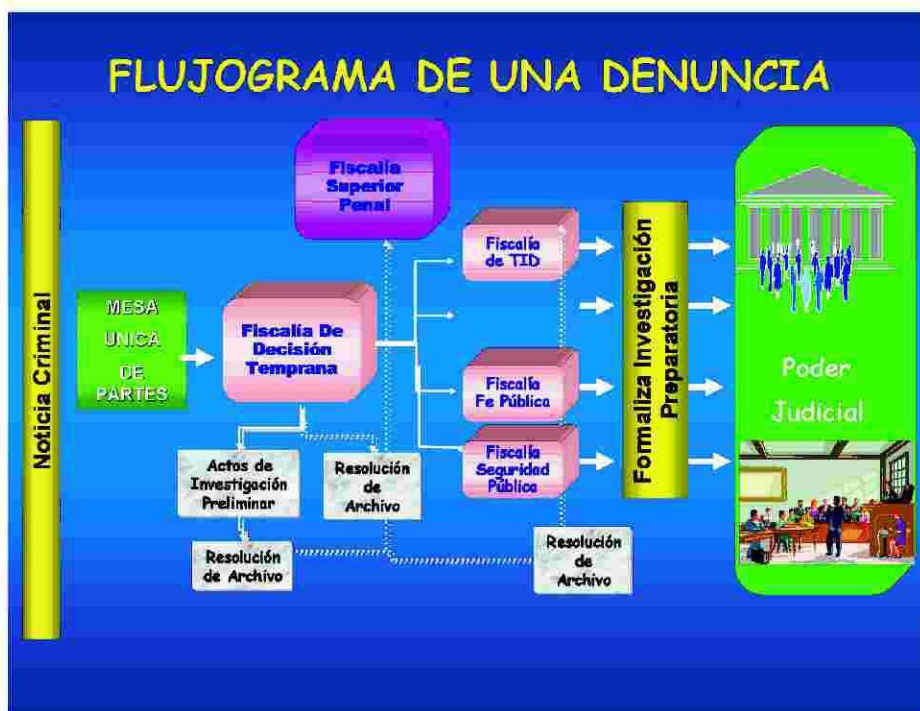 FLUJOGRAMA DE UNA DENUNCIA
Noticia Criminal
MESA
UNICA
DE
PARTES
Fiscalía De
Decisión
Temprana
Fiscalía
Superior
Penal
Actos de
Investigación
Preliminar
Resolución
de Archivo
Resolución
de
Archivo
Fiscalía
de TID
Fiscalía
Fe Pública
Fiscalía
Seguridad
Pública
Resolución
de
Archivo
Formaliza Investigación
Preparatoria
Poder
Judicial